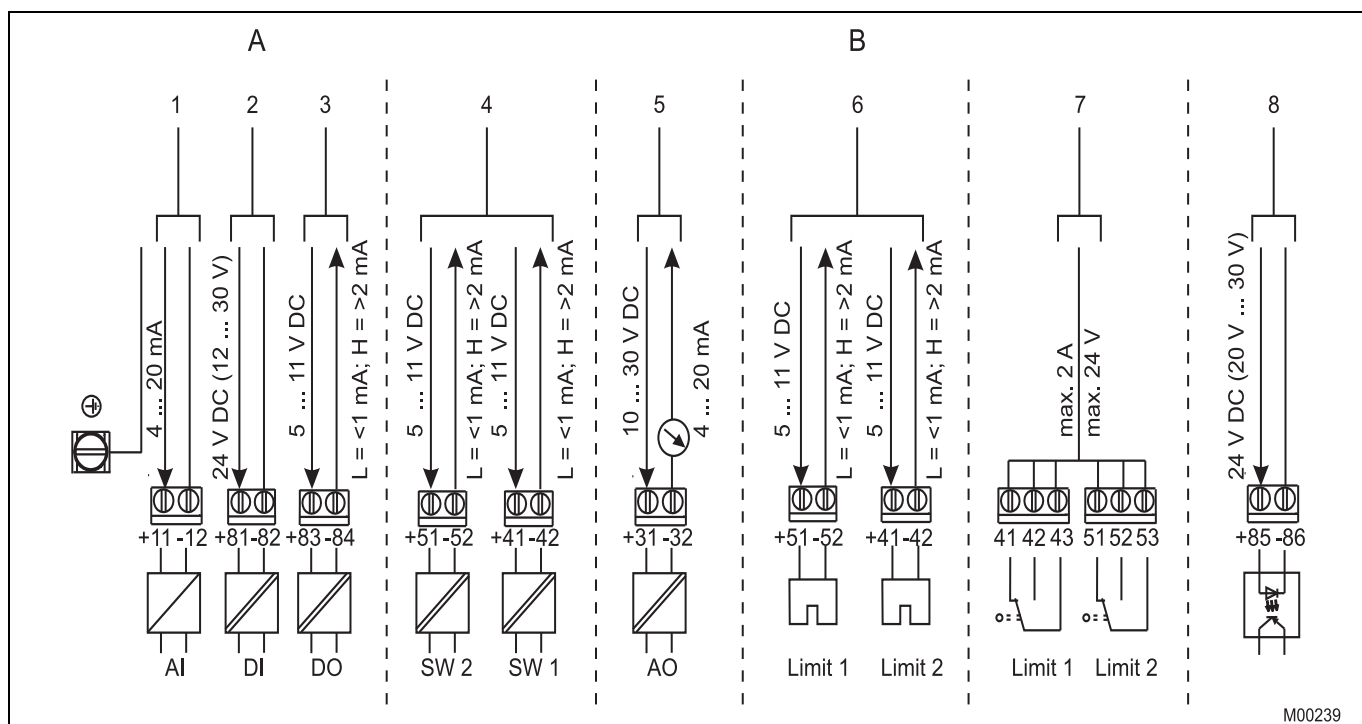 A B
1 2 3 4 5 6 7 8
4 ... 20 mA
24 V DC (12 ... 30 V)
5 ... 11 V DC
L = <1 mA; H = >2 mA
5 ... 11 V DC
L = <1 mA; H = >2 mA
5 ... 11 V DC
L = <1 mA; H = >2 mA
10 ... 30 V DC
4 ... 20 mA
5 ... 11 V DC
L = <1 mA; H = >2 mA
5 ... 11 V DC
L = <1 mA; H = >2 mA
max. 2 A
max. 24 V
24 V DC (20 V ... 30 V)
+11 -12 +81 -82 +83 -84 +51 -52 +41 -42 +31 -32 +51 -52 +41 -42 41 42 43 51 52 53 +85 -86
AI DI DO SW 2 SW 1 AO Limit 1 Limit 2 Limit 1 Limit 2
M00239